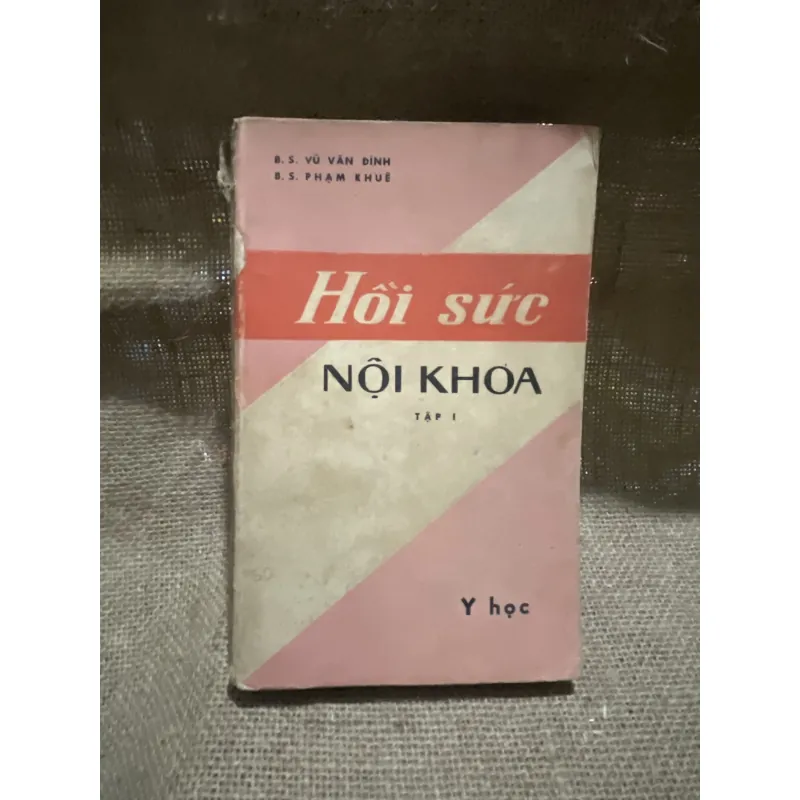 B. S. VŨ VĂN ĐÍNH
B. S. PHẠM KHUÊ
Hồi sức
NỘI KHOA
TẬP I
Y học